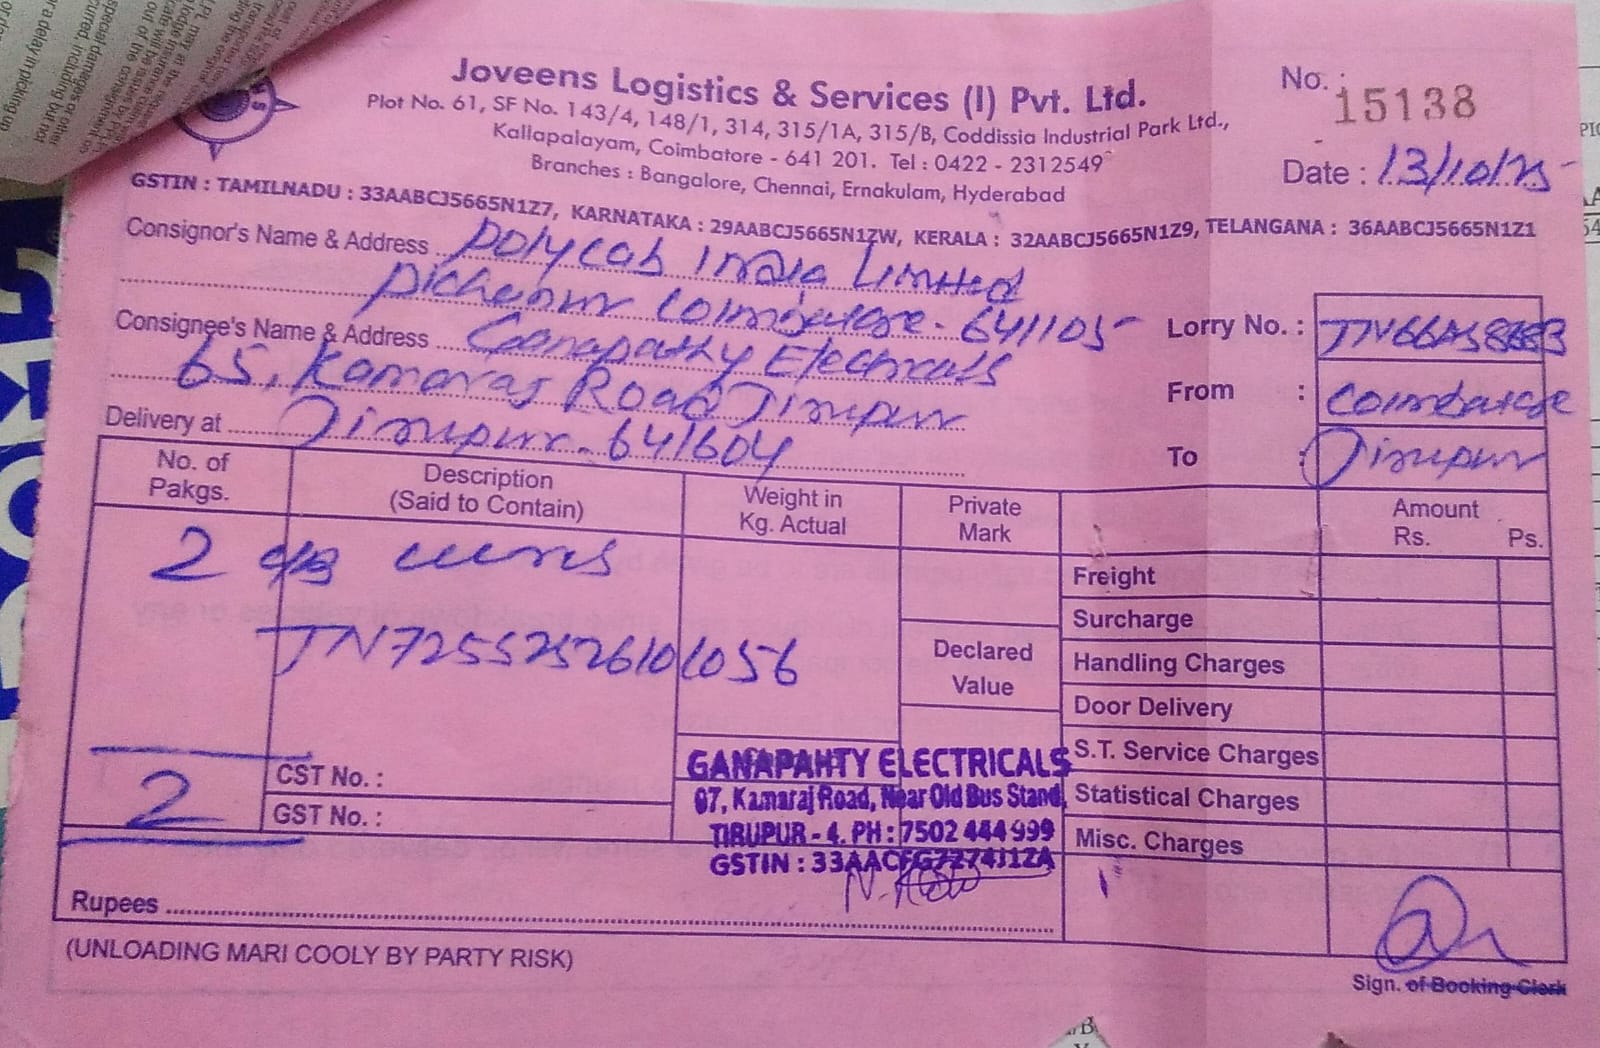 Joveens Logistics & Services (I) Pvt. Ltd.
Plot No. 61, SF No. 143/4, 148/1, 314, 315/1A, 315/B, Coddissia Industrial Park Ltd.,
Kallapalayam, Coimbatore - 641 201. Tel : 0422 - 2312549
Branches : Bangalore, Chennai, Ernakulam, Hyderabad
No. : 15138
Date : 13/10/25
GSTIN : TAMILNADU : 33AABCJ5665N1Z7, KARNATAKA : 29AABCJ5665N1ZW, KERALA : 32AABCJ5665N1Z9, TELANGANA : 36AABCJ5665N1Z1
Consignor's Name & Address Polycab India Limited
Coimbatore - 641105
Consignee's Name & Address Ganapathy Electricals
65, Kamaraj Road Tirupur
Delivery at Tirupur - 641604
Lorry No. :
From : Coimbatore
To : Tirupur
No. of Pakgs.
Description (Said to Contain)
Weight in Kg. Actual
Private Mark
Amount
Rs. Ps.
2
TN72552526101056
2
CST No. :
GST No. :
Declared Value
Freight
Surcharge
Handling Charges
Door Delivery
S.T. Service Charges
Statistical Charges
Misc. Charges
GANAPAHTY ELECTRICALS
67, Kamaraj Road, Near Old Bus Stand,
TIRUPUR - 4. PH : 7502 444 999
GSTIN : 33AACFG7274J1ZA
Rupees
(UNLOADING MARI COOLY BY PARTY RISK)
Sign. of Booking Clerk